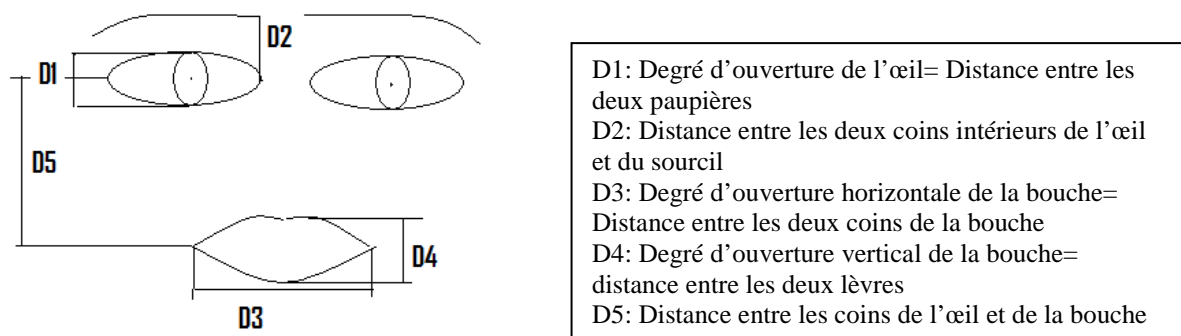 D2
D1
D5
D4
D3
D1: Degré d’ouverture de l’œil= Distance entre les
deux paupières
D2: Distance entre les deux coins intérieurs de l’œil
et du sourcil
D3: Degré d’ouverture horizontale de la bouche=
Distance entre les deux coins de la bouche
D4: Degré d’ouverture vertical de la bouche=
distance entre les deux lèvres
D5: Distance entre les coins de l’œil et de la bouche